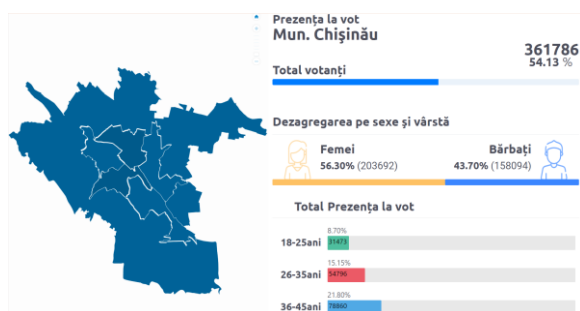 Prezența la vot
Mun. Chișinău
361786
54.13 %
Total votanți
Dezagregarea pe sexe și vârstă
Femei
56.30% (203692)
Bărbați
43.70% (158094)
Total Prezența la vot
8.70%
18-25ani 31473
15.15%
26-35ani 54796
21.80%
36-45ani 78860